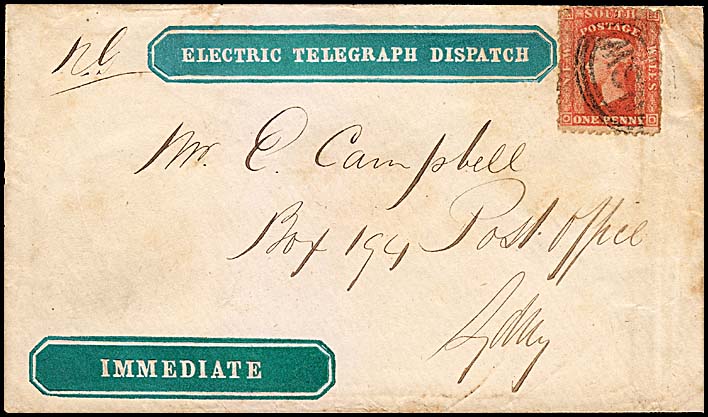 ELECTRIC TELEGRAPH DISPATCH
NEW SOUTH WALES
POSTAGE
ONE PENNY
Mr. C. Campbell
Box 194 Post Office
Sydney
IMMEDIATE